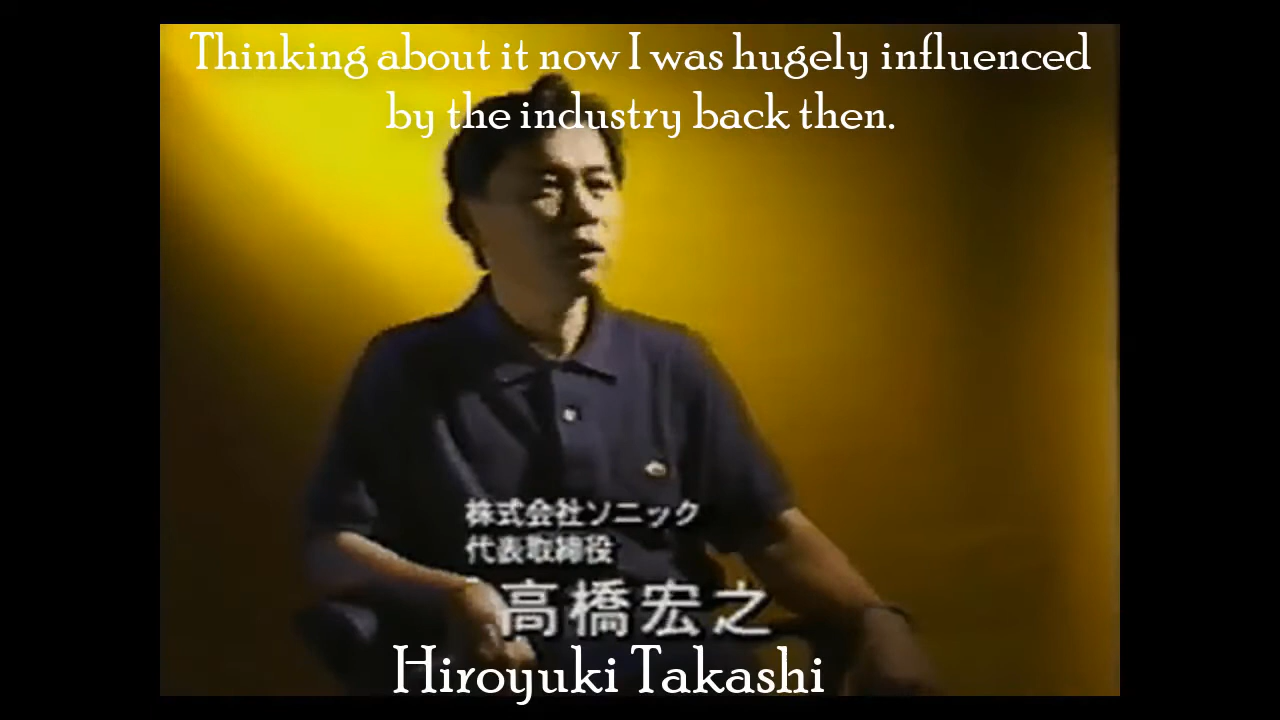 Thinking about it now I was hugely influenced
by the industry back then.
株式会社ソニック
代表取締役
高橋宏之
Hiroyuki Takashi